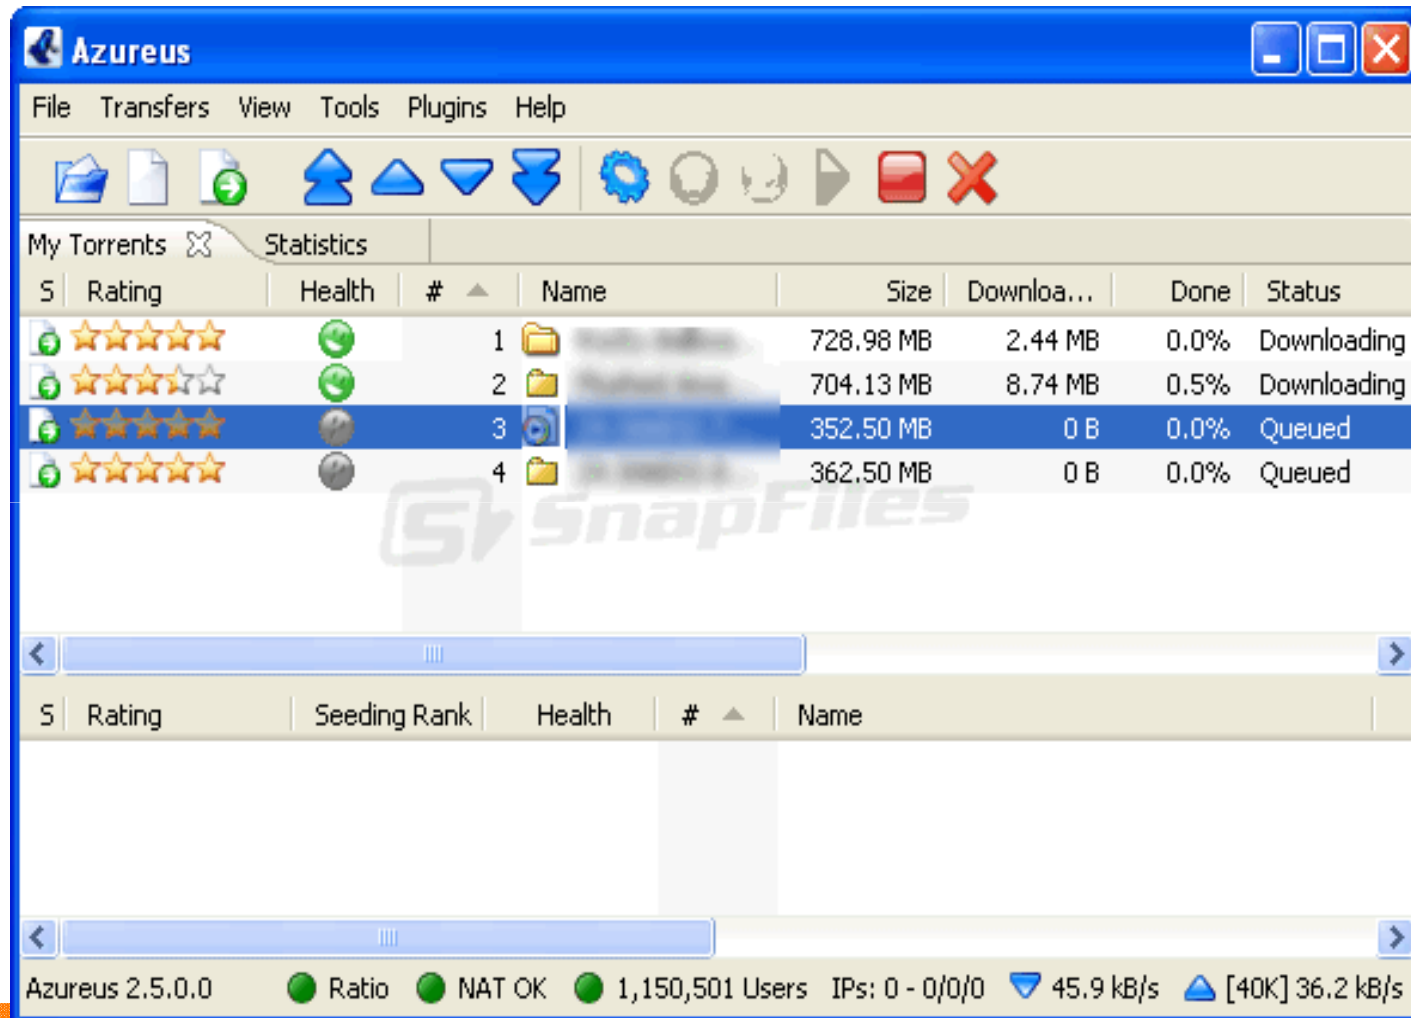 Azureus
File Transfers View Tools Plugins Help
My Torrents Statistics
S Rating Health # Name Size Downloa... Done Status
1 728.98 MB 2.44 MB 0.0% Downloading
2 704.13 MB 8.74 MB 0.5% Downloading
3 352.50 MB 0 B 0.0% Queued
4 362.50 MB 0 B 0.0% Queued
SnapFiles
S Rating Seeding Rank Health # Name
Azureus 2.5.0.0 Ratio NAT OK 1,150,501 Users IPs: 0 - 0/0/0 45.9 kB/s [40K] 36.2 kB/s